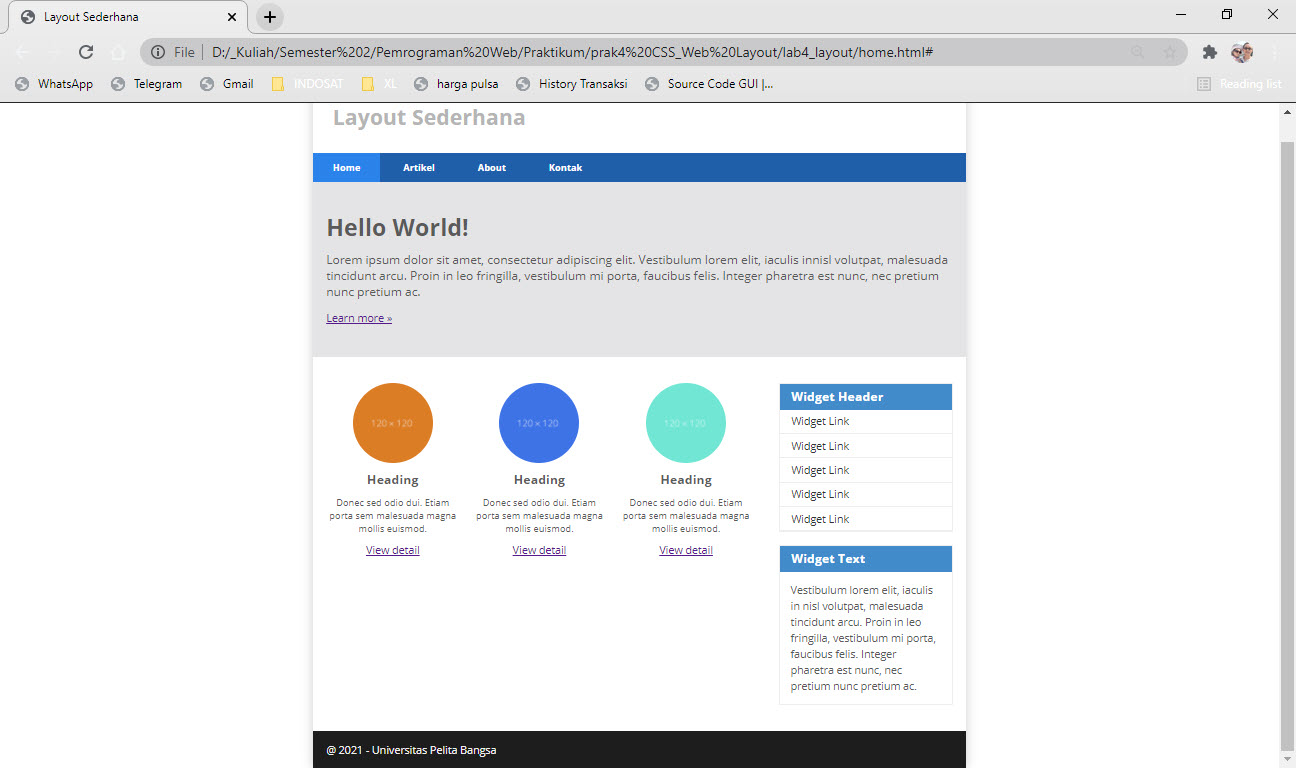 Layout Sederhana
File
D:/_Kuliah/Semester%202/Pemrograman%20Web/Praktikum/prak4%20CSS_Web%20Layout/lab4_layout/home.html#
WhatsApp Telegram Gmail INDOSAT XL harga pulsa History Transaksi Source Code GUI |... Reading list
Layout Sederhana
Home Artikel About Kontak
Hello World!
Lorem ipsum dolor sit amet, consectetur adipiscing elit. Vestibulum lorem elit, iaculis innisl volutpat, malesuada
tincidunt arcu. Proin in leo fringilla, vestibulum mi porta, faucibus felis. Integer pharetra est nunc, nec pretium
nunc pretium ac.
Learn more »
120 × 120
Heading
Donec sed odio dui. Etiam
porta sem malesuada magna
mollis euismod.
View detail
120 × 120
Heading
Donec sed odio dui. Etiam
porta sem malesuada magna
mollis euismod.
View detail
120 × 120
Heading
Donec sed odio dui. Etiam
porta sem malesuada magna
mollis euismod.
View detail
Widget Header
Widget Link
Widget Link
Widget Link
Widget Link
Widget Link
Widget Text
Vestibulum lorem elit, iaculis
in nisl volutpat, malesuada
tincidunt arcu. Proin in leo
fringilla, vestibulum mi porta,
faucibus felis. Integer
pharetra est nunc, nec
pretium nunc pretium ac.
@ 2021 - Universitas Pelita Bangsa